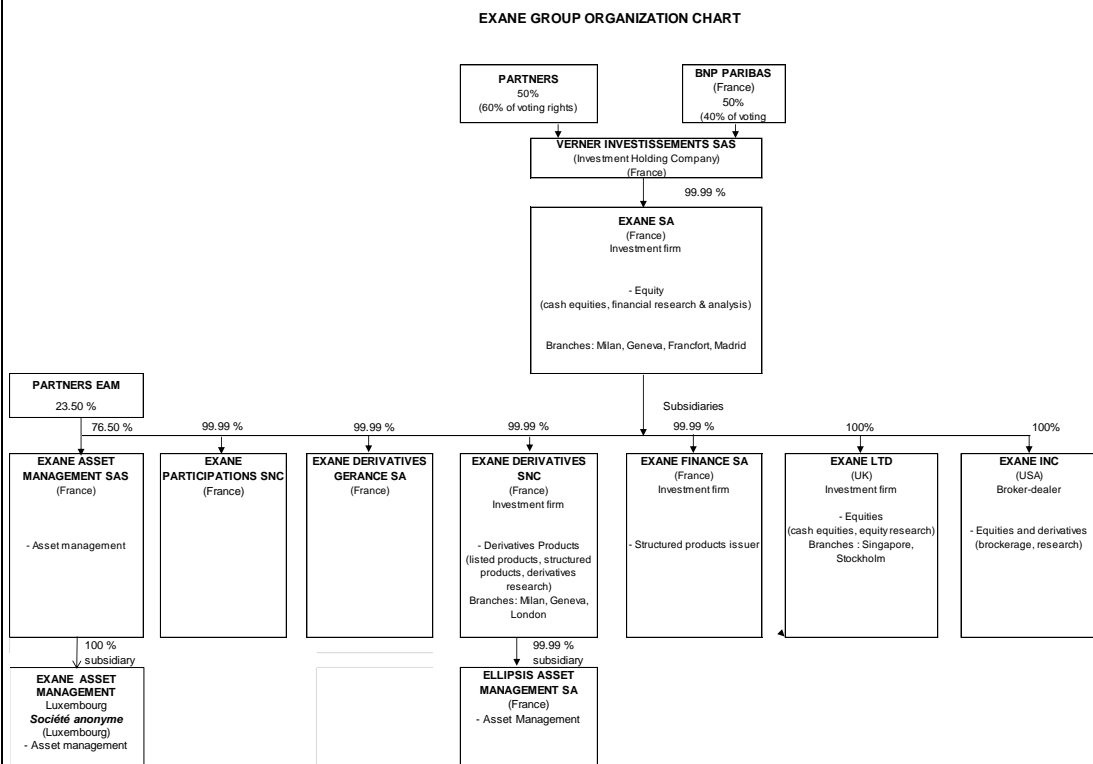 EXANE GROUP ORGANIZATION CHART
PARTNERS
50%
(60% of voting rights)
BNP PARIBAS
(France)
50%
(40% of voting
VERNER INVESTISSEMENTS SAS
(Investment Holding Company)
(France)
99.99 %
EXANE SA
(France)
Investment firm
- Equity
(cash equities, financial research & analysis)
Branches: Milan, Geneva, Francfort, Madrid
PARTNERS EAM
23.50 %
Subsidiaries
76.50 %
99.99 %
99.99 %
99.99 %
99.99 %
100%
100%
EXANE ASSET
MANAGEMENT SAS
(France)
- Asset management
EXANE
PARTICIPATIONS SNC
(France)
EXANE DERIVATIVES
GERANCE SA
(France)
EXANE DERIVATIVES
SNC
(France)
Investment firm
- Derivatives Products
(listed products, structured
products, derivatives
research)
Branches: Milan, Geneva,
London
EXANE FINANCE SA
(France)
Investment firm
- Structured products issuer
EXANE LTD
(UK)
Investment firm
- Equities
(cash equities, equity research)
Branches : Singapore,
Stockholm
EXANE INC
(USA)
Broker-dealer
- Equities and derivatives
(brockerage, research)
100 %
subsidiary
99.99 %
subsidiary
EXANE ASSET
MANAGEMENT
Luxembourg
Société anonyme
(Luxembourg)
- Asset management
ELLIPSIS ASSET
MANAGEMENT SA
(France)
- Asset Management